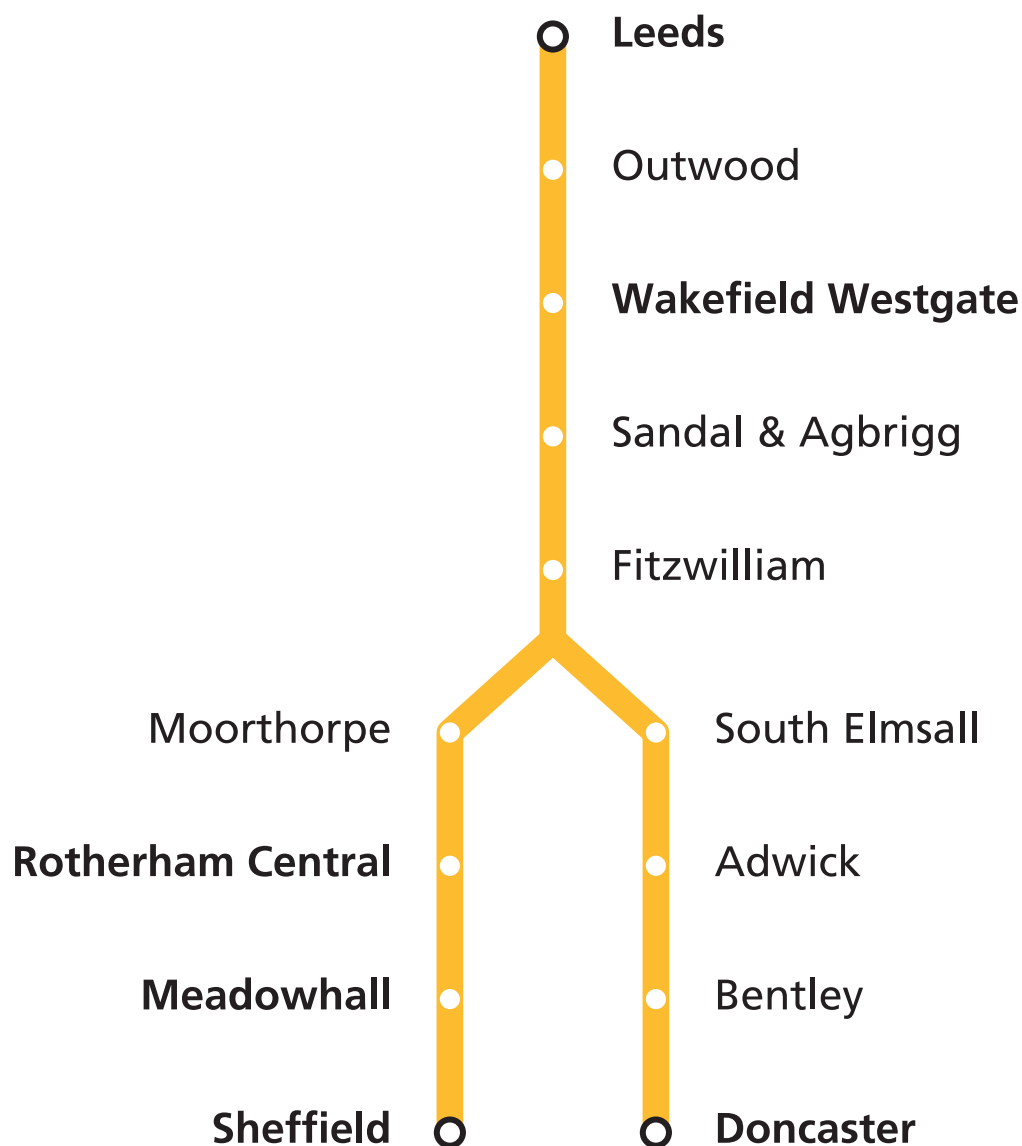 Leeds
Outwood
Wakefield Westgate
Sandal & Agbrigg
Fitzwilliam
Moorthorpe
South Elmsall
Rotherham Central
Adwick
Meadowhall
Bentley
Sheffield
Doncaster